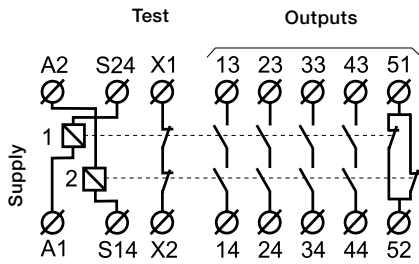 Test Outputs
A2 S24 X1 13 23 33 43 51
1
2
Supply
A1 S14 X2 14 24 34 44 52